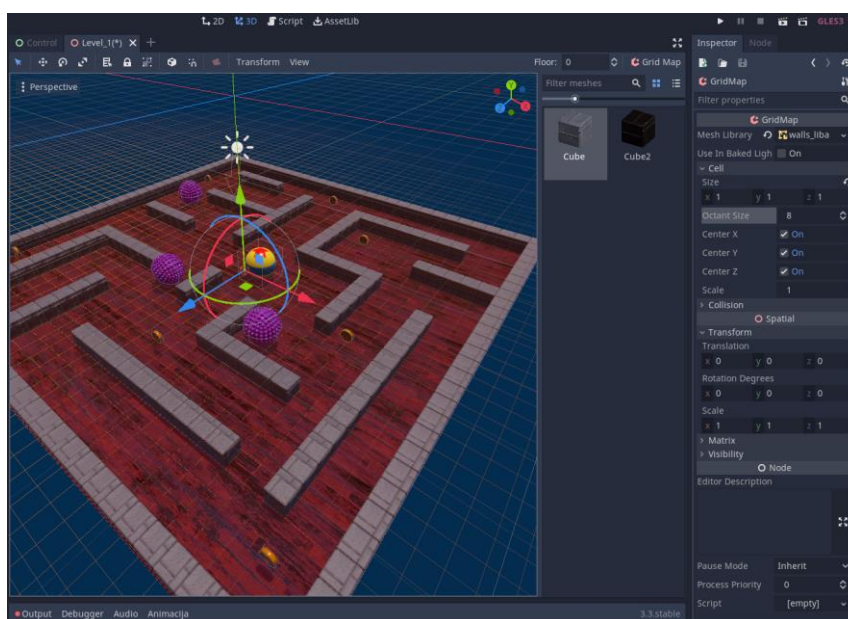 2D 3D Script AssetLib GLES3
Control Level_1(*) X + Inspector Node
Transform View Floor: 0 Grid Map
Perspective Filter meshes GridMap
Y X Z Filter properties
GridMap
Mesh Library walls_liba
Cube Cube2 Use In Baked Ligh On
Cell
Size
x 1 y 1 z 1
Octant Size 8
Center X On
Center Y On
Center Z On
Scale 1
Collision
Spatial
Transform
Translation
x 0 y 0 z 0
Rotation Degrees
x 0 y 0 z 0
Scale
x 1 y 1 z 1
Matrix
Visibility
Node
Editor Description
Pause Mode Inherit
Process Priority 0
Script [empty]
Output Debugger Audio Animacija 3.3.stable